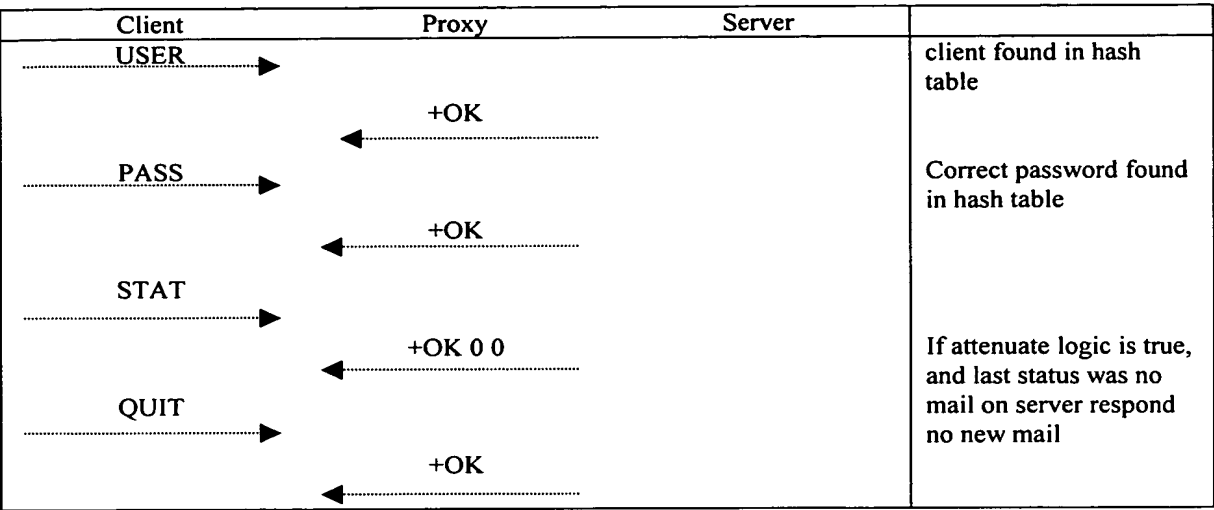 Client Proxy Server
USER
client found in hash
table
+OK
PASS
Correct password found
in hash table
+OK
STAT
+OK 0 0
If attenuate logic is true,
and last status was no
mail on server respond
no new mail
QUIT
+OK